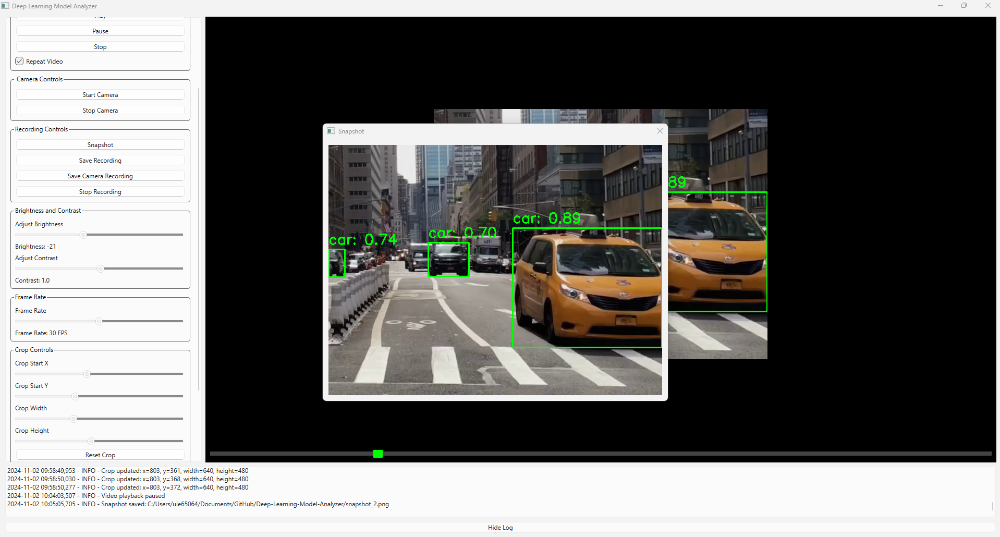 Deep Learning Model Analyzer
Pause
Stop
Repeat Video
Camera Controls
Start Camera
Stop Camera
Recording Controls
Snapshot
Save Recording
Save Camera Recording
Stop Recording
Brightness and Contrast
Adjust Brightness
Brightness: -21
Adjust Contrast
Contrast: 1.0
Frame Rate
Frame Rate
Frame Rate: 30 FPS
Crop Controls
Crop Start X
Crop Start Y
Crop Width
Crop Height
Reset Crop
Snapshot
car: 0.89
car: 0.70
car: 0.74
89
2024-11-02 09:58:49,953 - INFO - Crop updated: x=803, y=361, width=640, height=480
2024-11-02 09:58:50,030 - INFO - Crop updated: x=803, y=368, width=640, height=480
2024-11-02 09:58:50,277 - INFO - Crop updated: x=803, y=372, width=640, height=480
2024-11-02 10:04:03,507 - INFO - Video playback paused
2024-11-02 10:05:05,705 - INFO - Snapshot saved: C:/Users/uie65064/Documents/GitHub/Deep-Learning-Model-Analyzer/snapshot_2.png
Hide Log